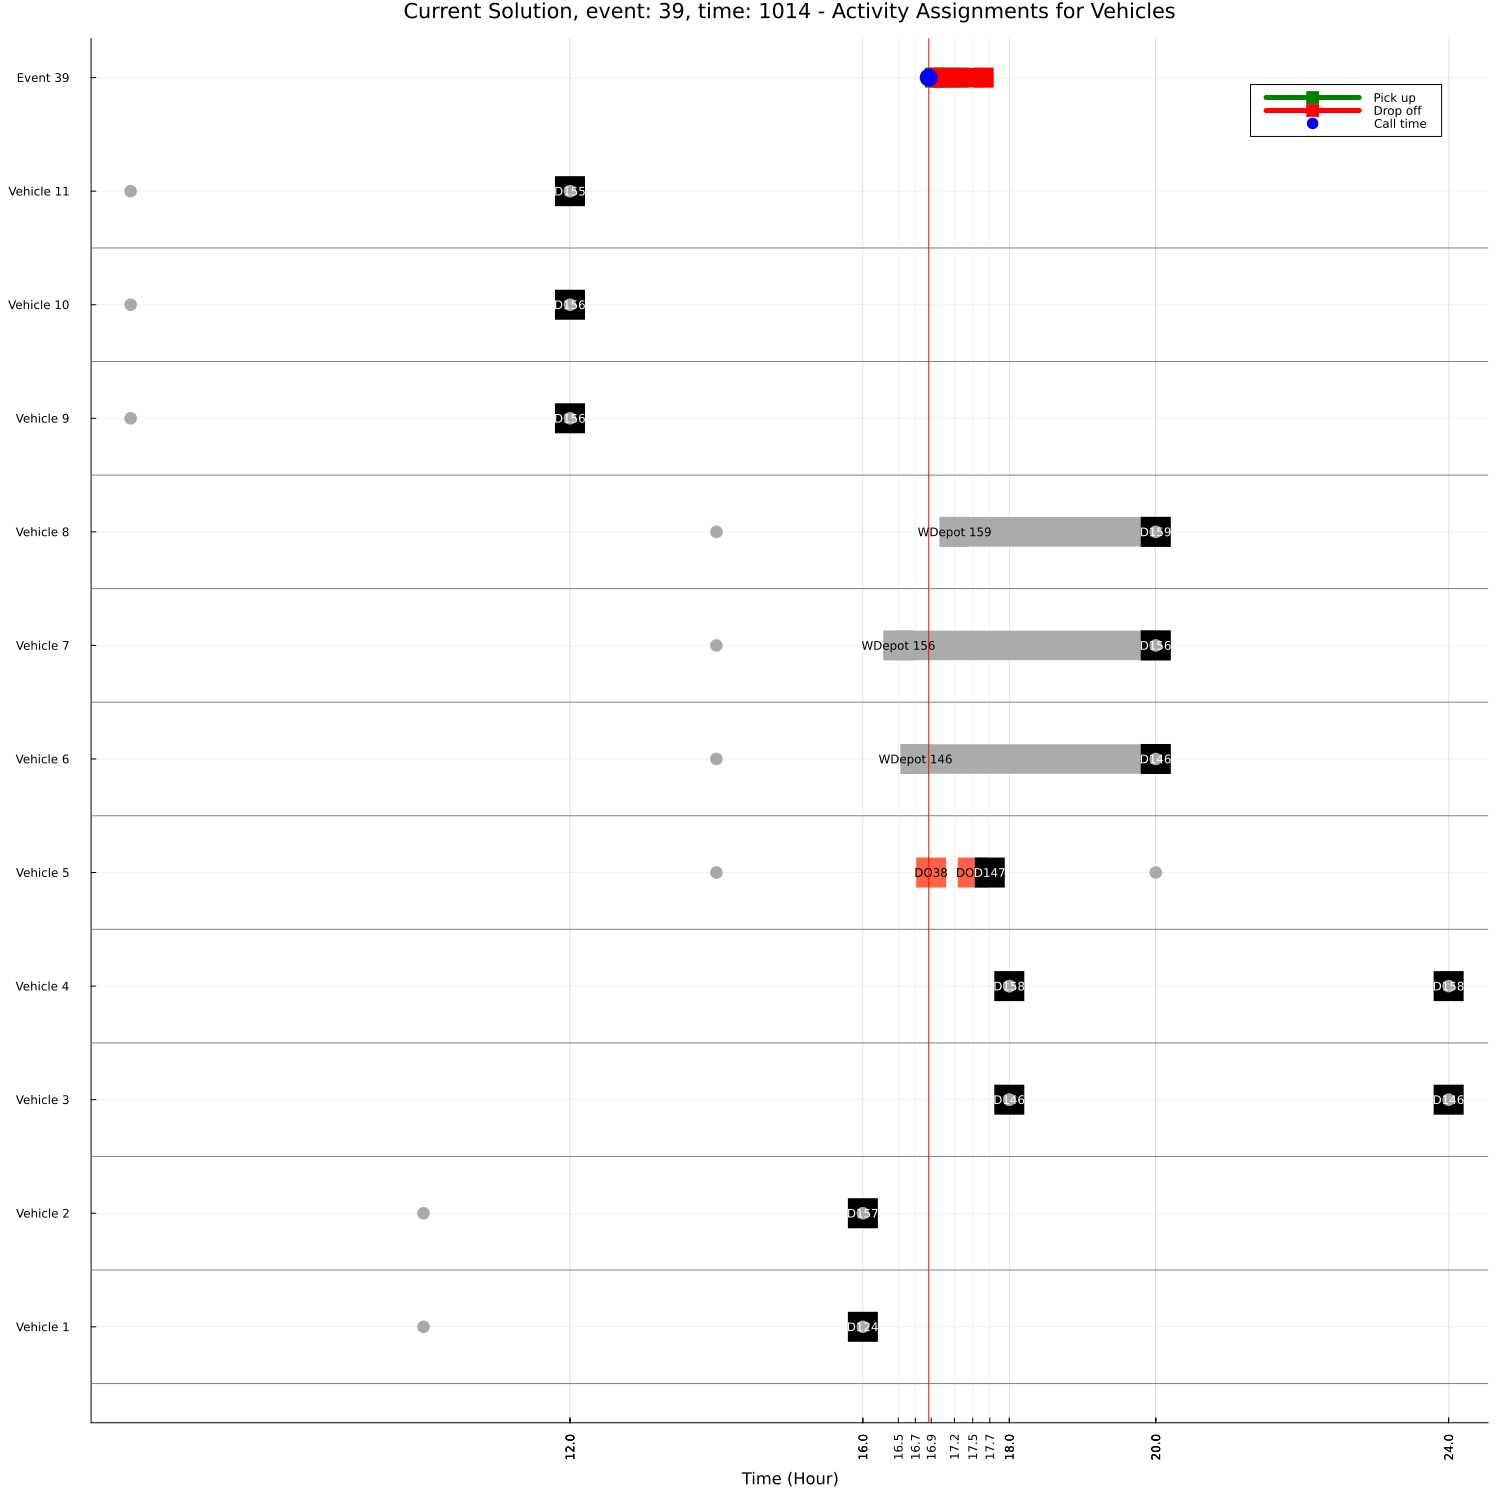 Current Solution, event: 39, time: 1014 - Activity Assignments for Vehicles
Event 39
Pick up
Drop off
Call time
Vehicle 11
D155
Vehicle 10
D156
Vehicle 9
D156
Vehicle 8
WDepot 159
D159
Vehicle 7
WDepot 156
D156
Vehicle 6
WDepot 146
D146
Vehicle 5
DO38
DO
D147
Vehicle 4
D158
D158
Vehicle 3
D146
D146
Vehicle 2
D157
Vehicle 1
D124
12.0
16.0
16.5
16.7
16.9
17.2
17.5
17.7
18.0
20.0
24.0
Time (Hour)